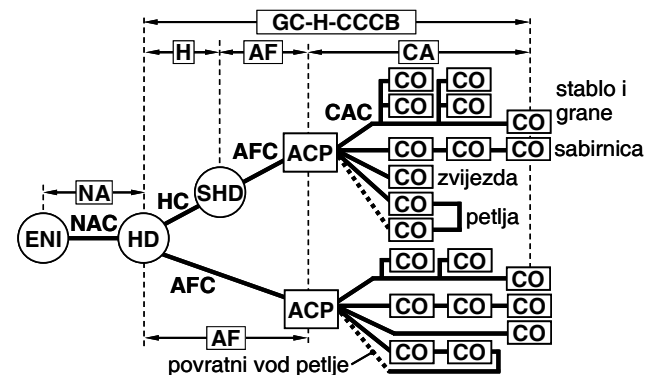 GC-H-CCCB
H AF CA
CO CO
stablo i
CO CO
grane
CAC
CO
AFC ACP
CO CO CO sabirnica
NA
HC SHD
CO zvijezda
CO
petlja
CO
ENI NAC HD
CO CO
AFC
CO
ACP
CO CO CO
AF
CO
povratni vod petlje
CO CO